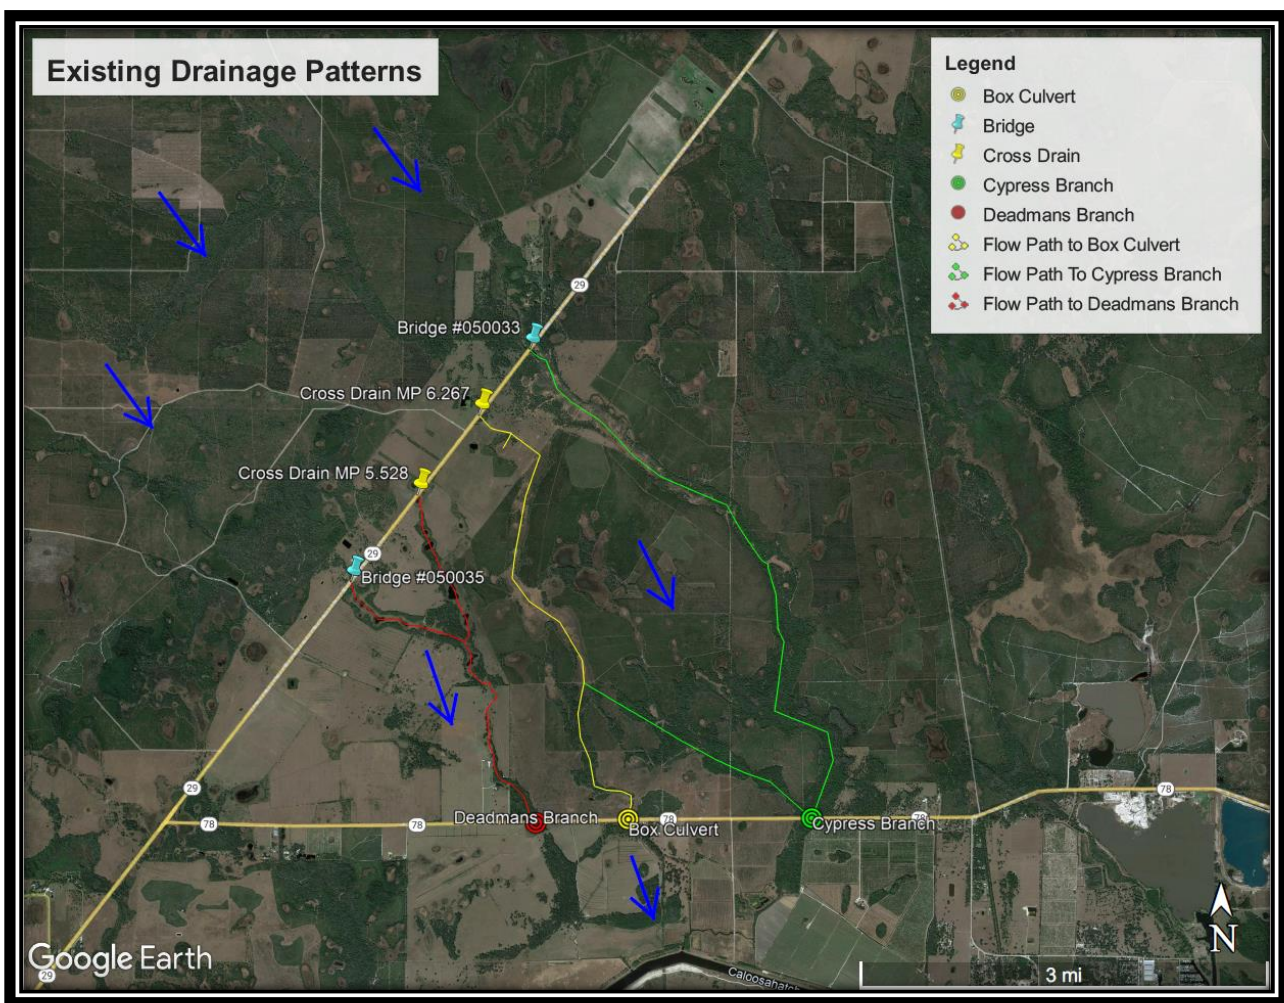 Existing Drainage Patterns
Legend
Box Culvert
Bridge
Cross Drain
Cypress Branch
Deadmans Branch
Flow Path to Box Culvert
Flow Path To Cypress Branch
Flow Path to Deadmans Branch
29
Bridge #050033
Cross Drain MP 6.267
Cross Drain MP 5.528
29
Bridge #050035
29
78
78
78
Deadmans Branch
Box Culvert
78
Cypress Branch
78
N
Google Earth
29
3 mi